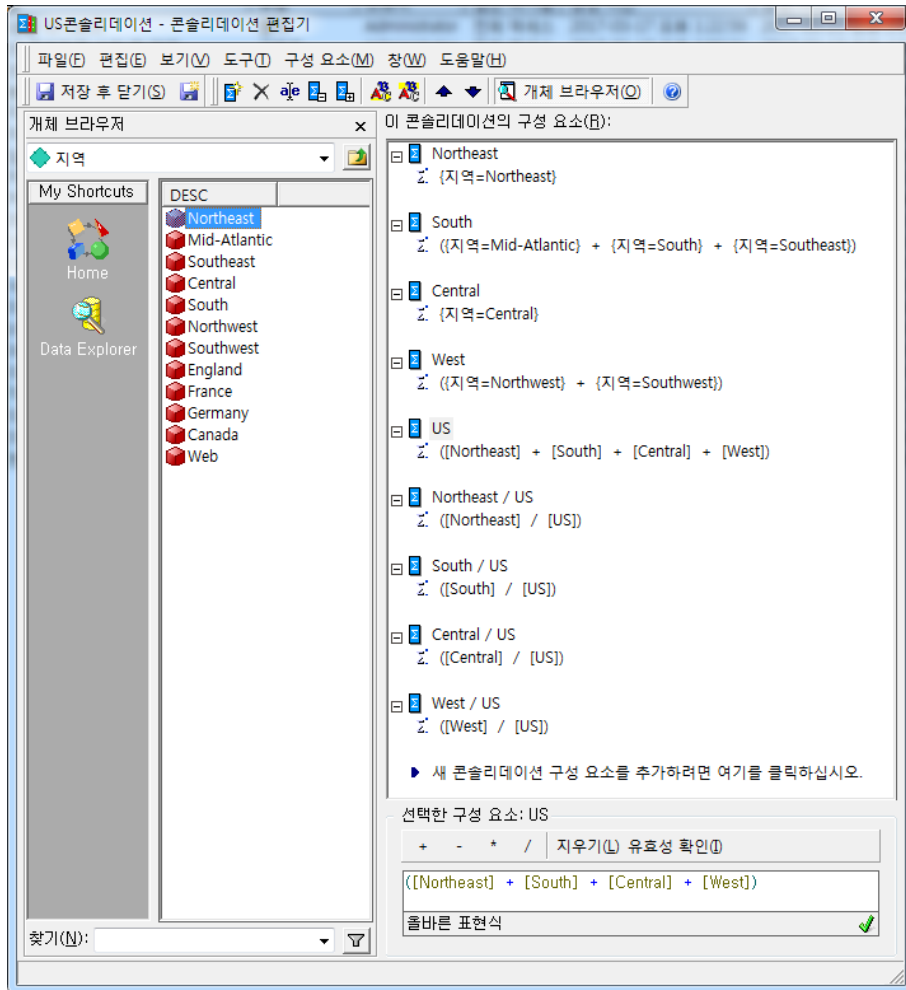 US콘솔리데이션 - 콘솔리데이션 편집기
파일(F) 편집(E) 보기(V) 도구(T) 구성 요소(M) 창(W) 도움말(H)
저장 후 닫기(S) 개체 브라우저(O)
개체 브라우저
지역
My Shortcuts
Home
Data Explorer
DESC
Northeast
Mid-Atlantic
Southeast
Central
South
Northwest
Southwest
England
France
Germany
Canada
Web
찾기(N):
이 콘솔리데이션의 구성 요소(R):
Northeast
{지역=Northeast}
South
({지역=Mid-Atlantic} + {지역=South} + {지역=Southeast})
Central
{지역=Central}
West
({지역=Northwest} + {지역=Southwest})
US
([Northeast] + [South] + [Central] + [West])
Northeast / US
([Northeast] / [US])
South / US
([South] / [US])
Central / US
([Central] / [US])
West / US
([West] / [US])
새 콘솔리데이션 구성 요소를 추가하려면 여기를 클릭하십시오.
선택한 구성 요소: US
+ - * / 지우기(L) 유효성 확인(I)
([Northeast] + [South] + [Central] + [West])
올바른 표현식